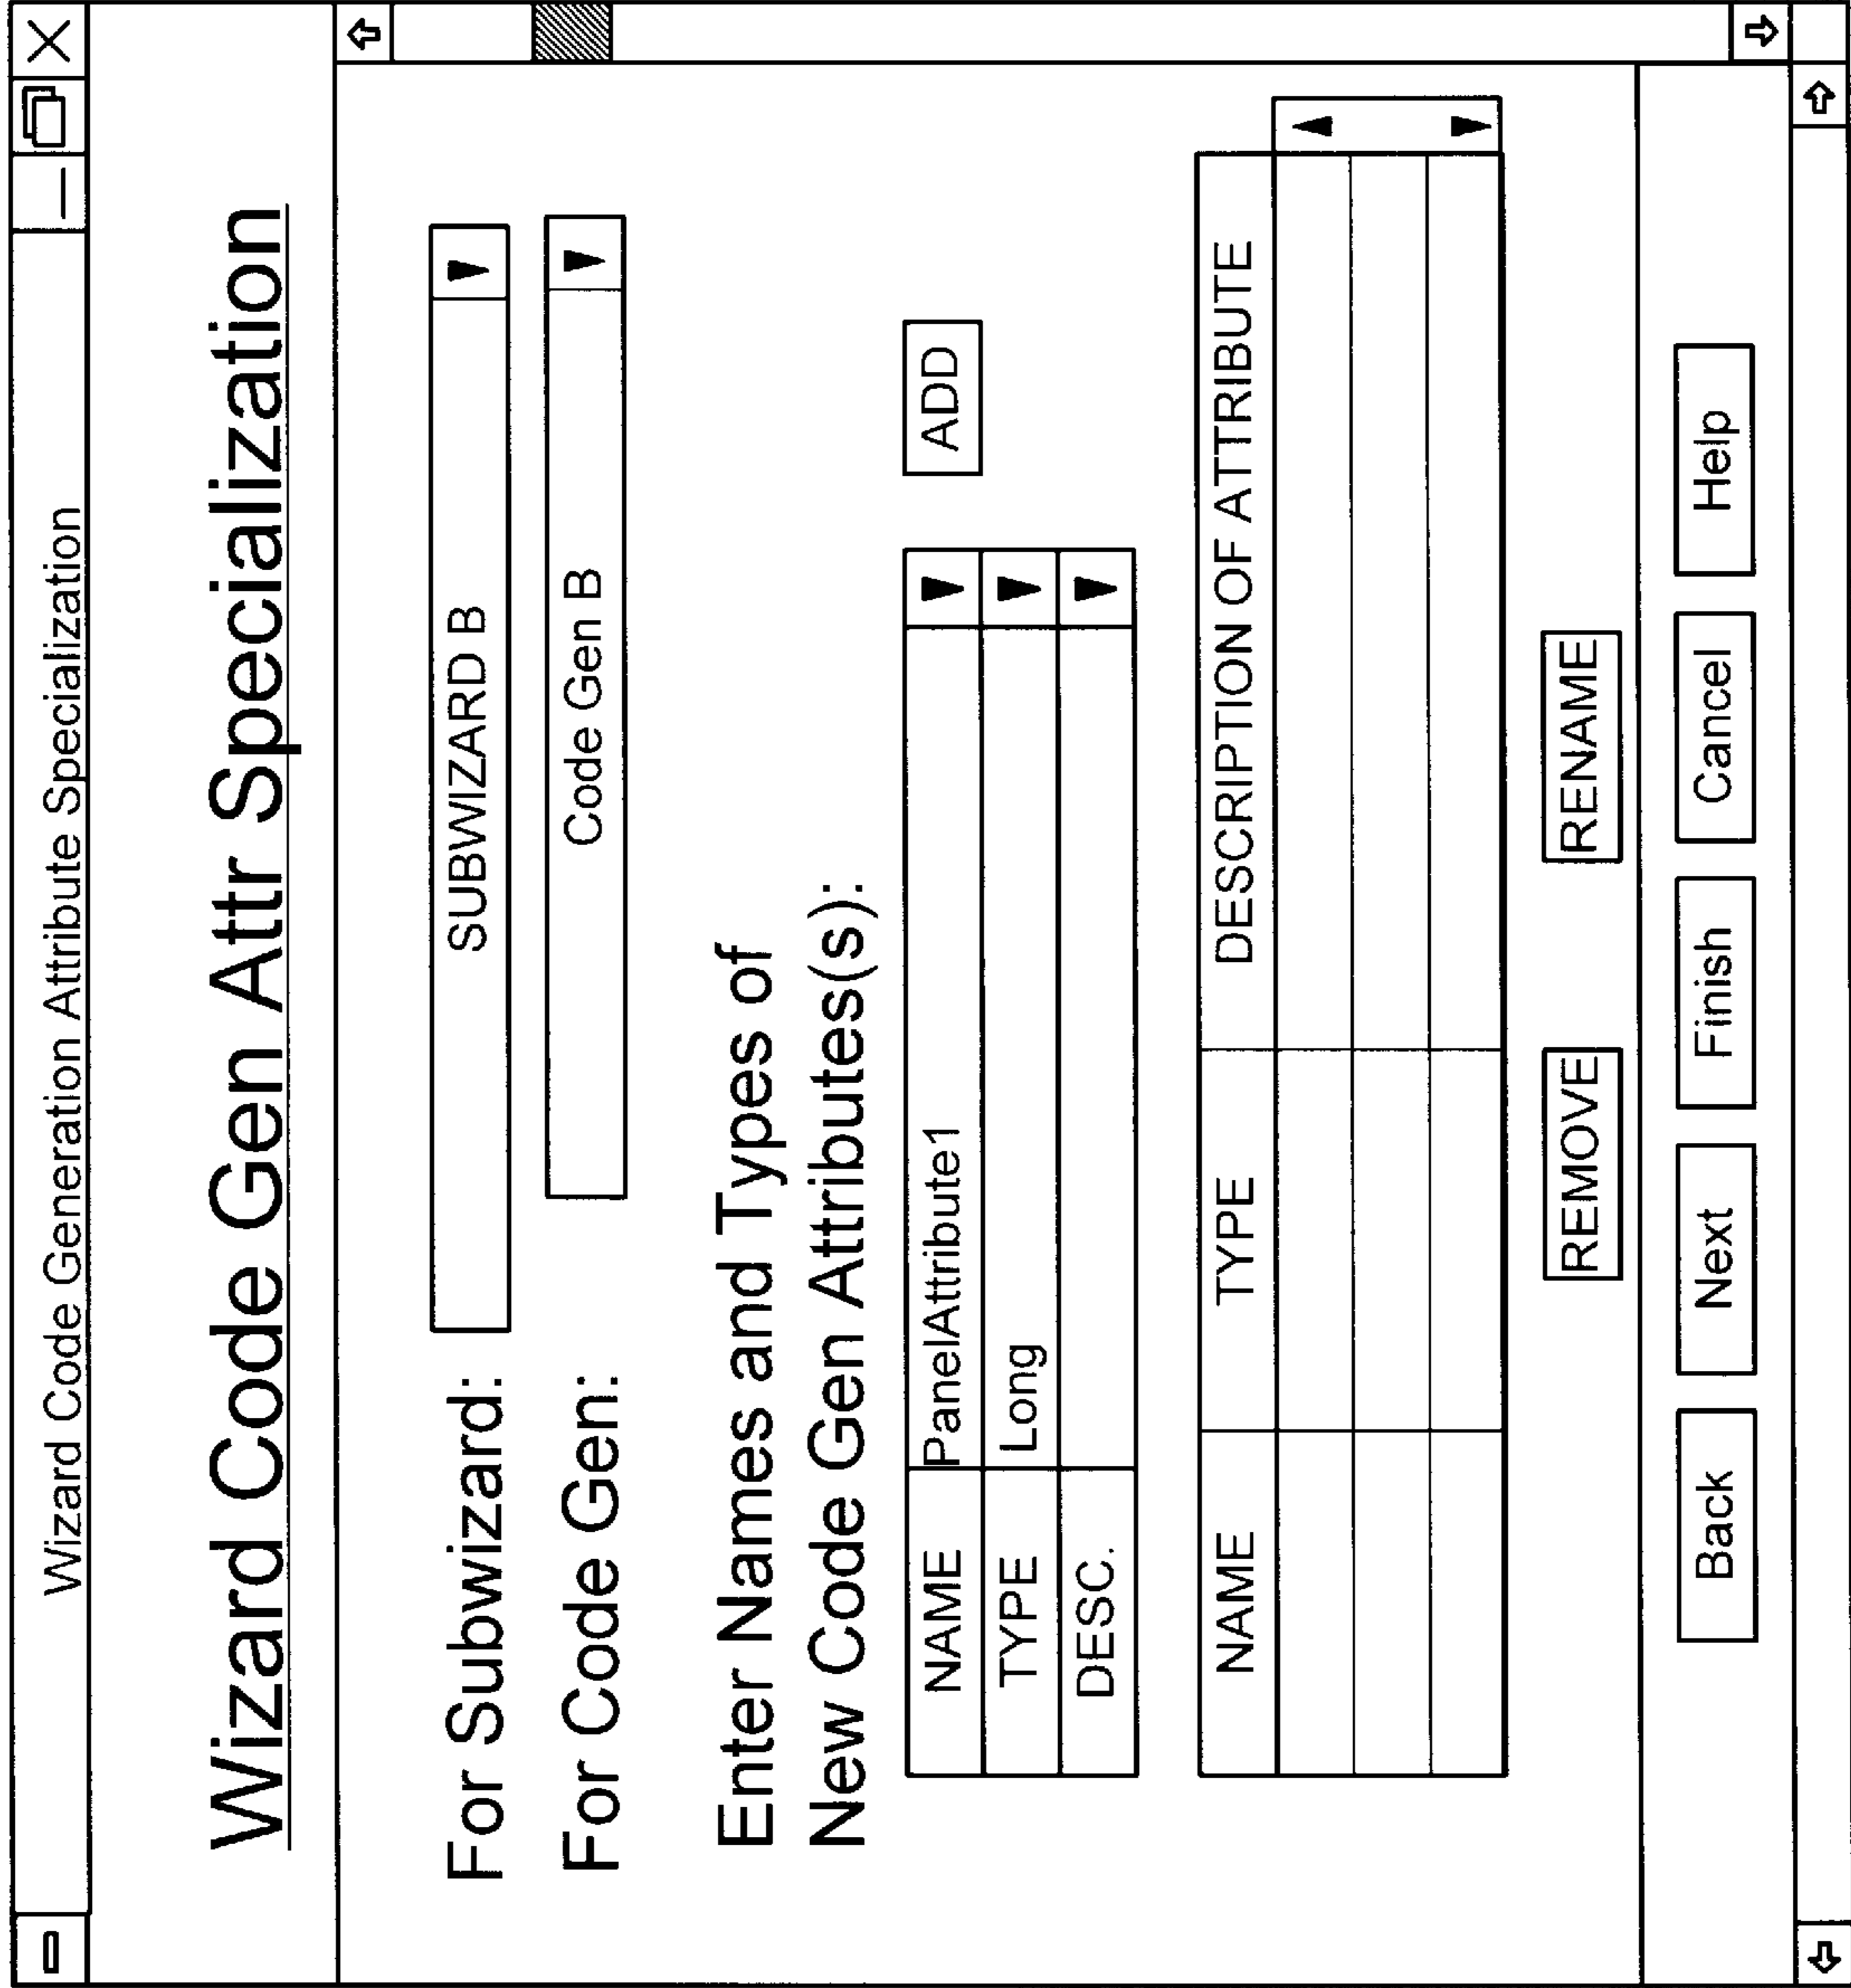 Wizard Code Generation Attribute Specialization
Wizard Code Gen Attr Specialization
For Subwizard: SUBWIZARD B
For Code Gen: Code Gen B
Enter Names and Types of
New Code Gen Attributes(s):
NAME PanelAttribute1 ADD
TYPE Long
DESC.
NAME TYPE DESCRIPTION OF ATTRIBUTE
REMOVE RENAME
Back Next Finish Cancel Help